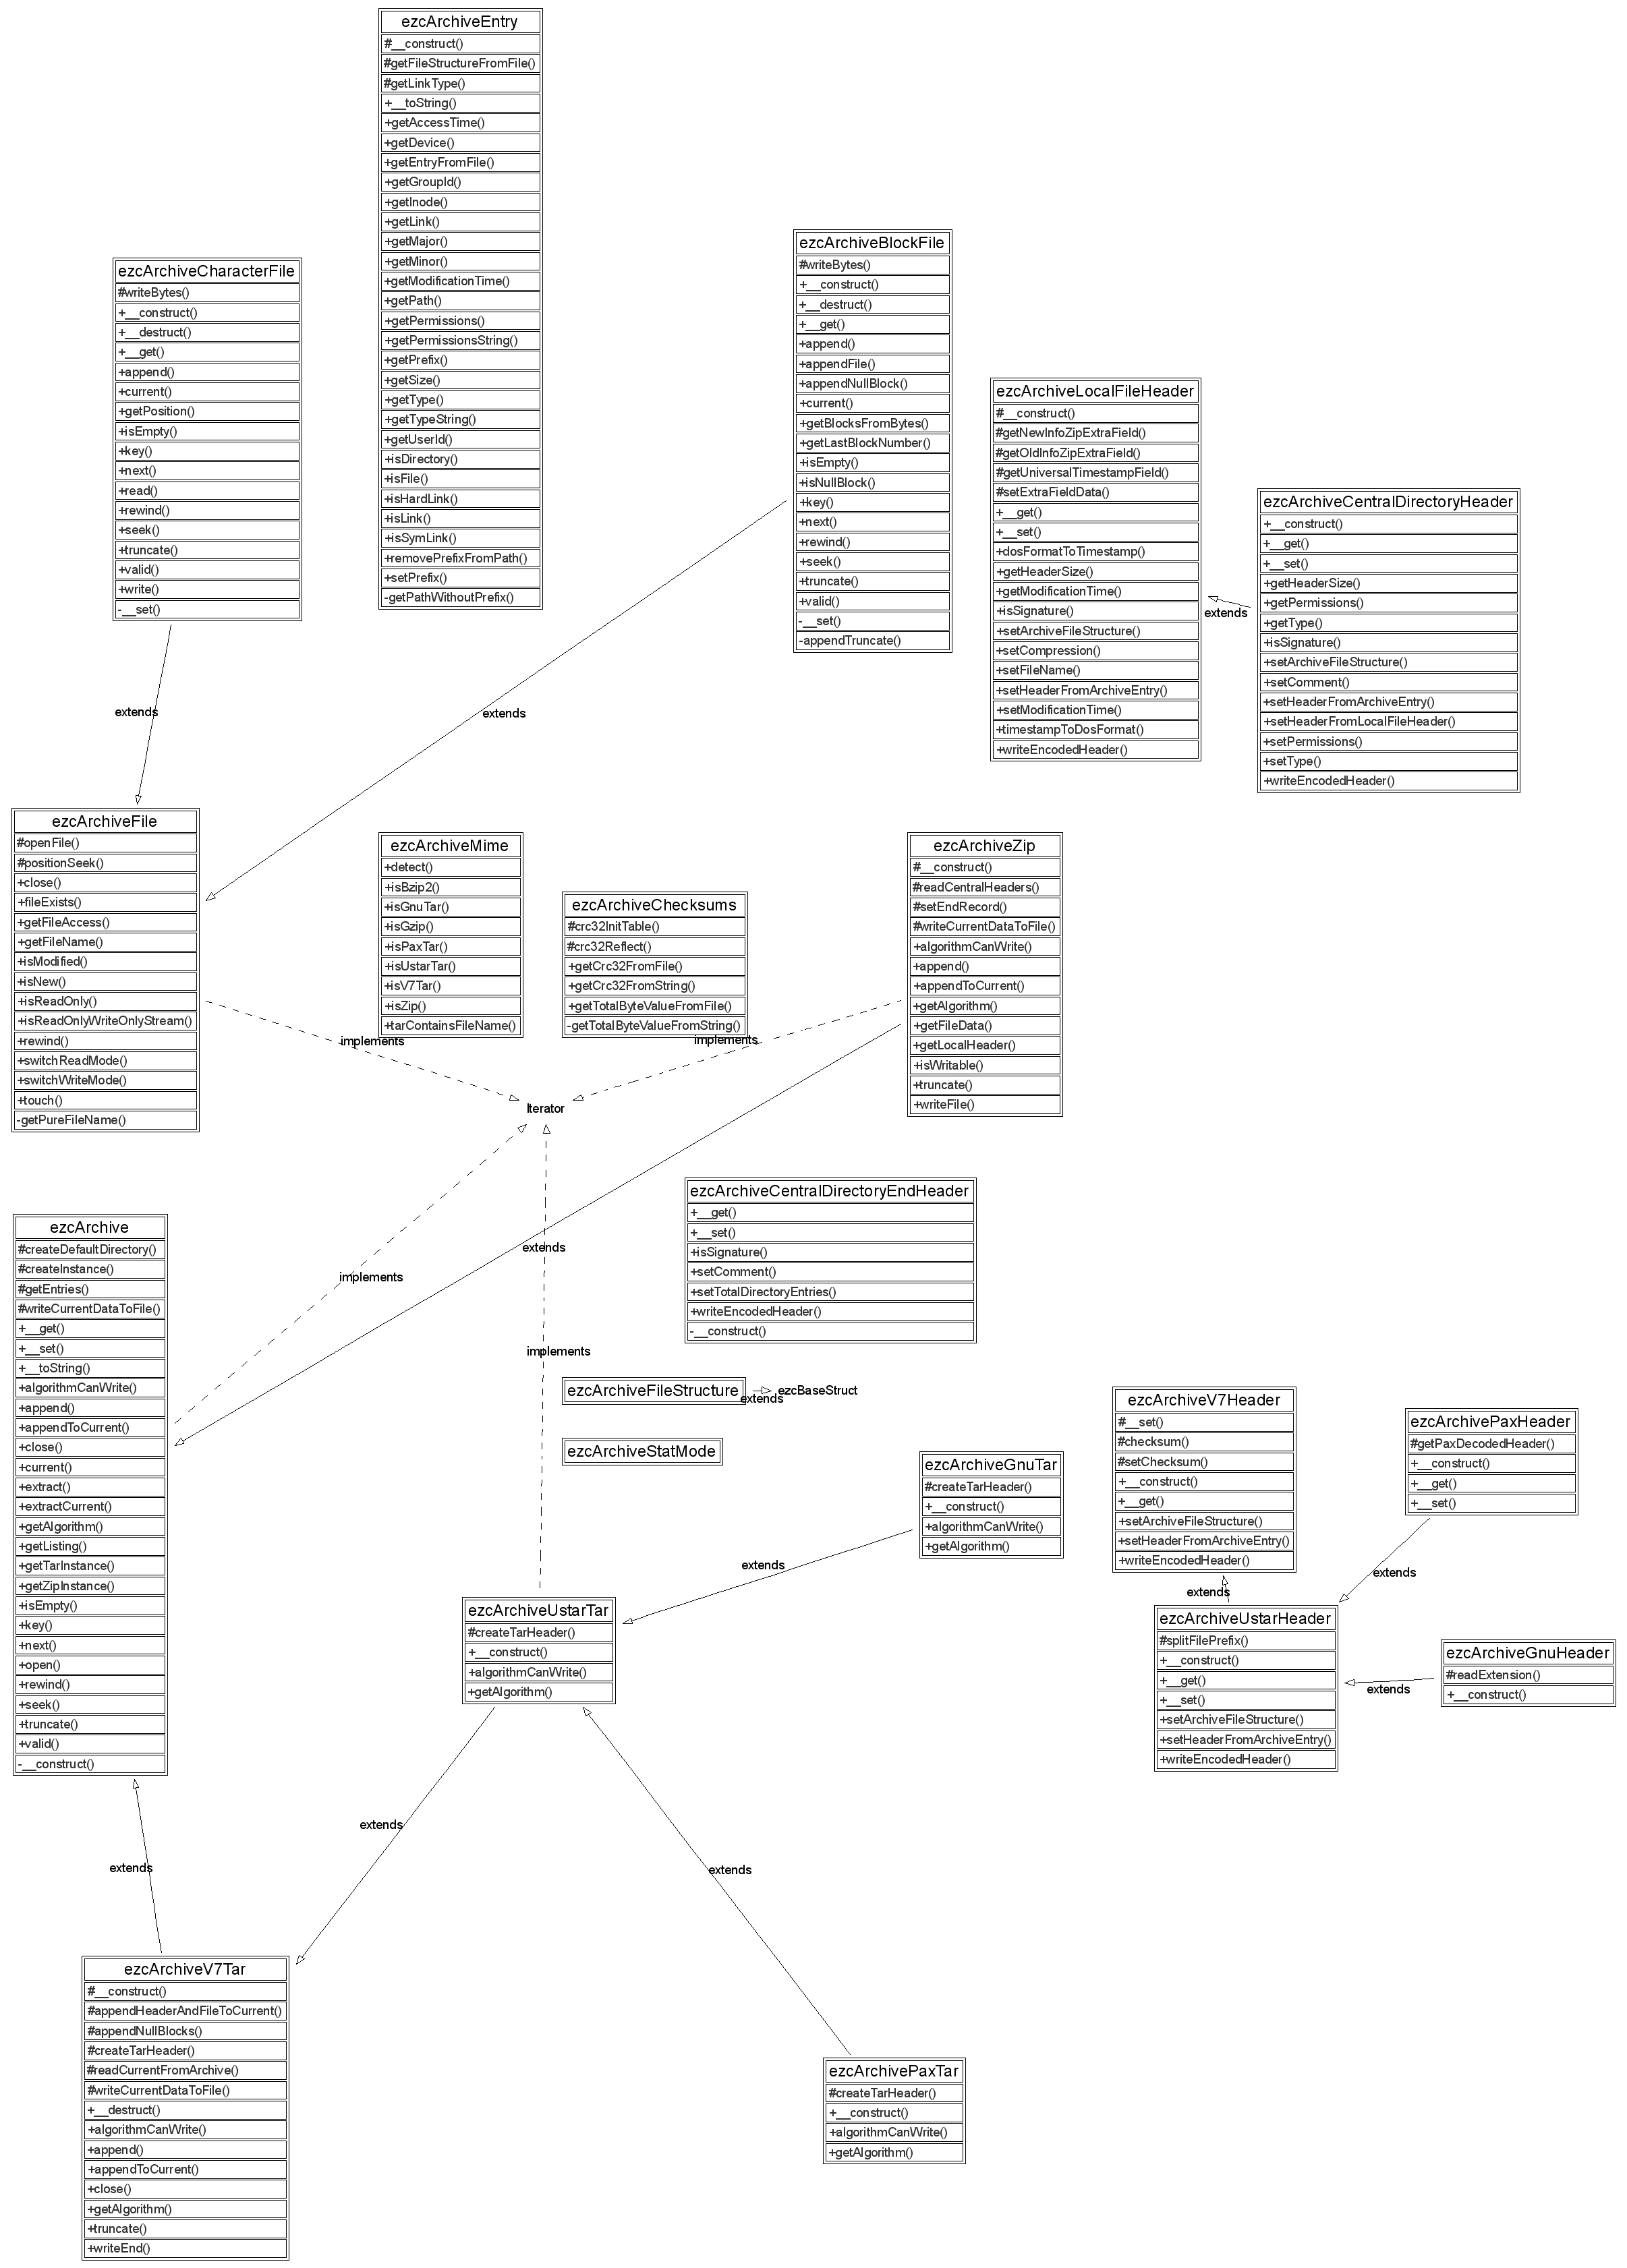 ezcArchiveEntry
#__construct()
#getFileStructureFromFile()
#getLinkType()
+__toString()
+getAccessTime()
+getDevice()
+getEntryFromFile()
+getGroupId()
+getInode()
+getLink()
+getMajor()
+getMinor()
+getModificationTime()
+getPath()
+getPermissions()
+getPermissionsString()
+getPrefix()
+getSize()
+getType()
+getTypeString()
+getUserId()
+isDirectory()
+isFile()
+isHardLink()
+isLink()
+isSymLink()
+removePrefixFromPath()
+setPrefix()
-getPathWithoutPrefix()
ezcArchiveCharacterFile
#writeBytes()
+__construct()
+__destruct()
+__get()
+append()
+current()
+getPosition()
+isEmpty()
+key()
+next()
+read()
+rewind()
+seek()
+truncate()
+valid()
+write()
-__set()
ezcArchiveBlockFile
#writeBytes()
+__construct()
+__destruct()
+__get()
+append()
+appendFile()
+appendNullBlock()
+current()
+getBlocksFromBytes()
+getLastBlockNumber()
+isEmpty()
+isNullBlock()
+key()
+next()
+rewind()
+seek()
+truncate()
+valid()
-__set()
-appendTruncate()
ezcArchiveLocalFileHeader
#__construct()
#getNewInfoZipExtraField()
#getOldInfoZipExtraField()
#getUniversalTimestampField()
#setExtraFieldData()
+__get()
+__set()
+dosFormatToTimestamp()
+getHeaderSize()
+getModificationTime()
+isSignature()
+setArchiveFileStructure()
+setCompression()
+setFileName()
+setHeaderFromArchiveEntry()
+setModificationTime()
+timestampToDosFormat()
+writeEncodedHeader()
extends
ezcArchiveCentralDirectoryHeader
+__construct()
+__get()
+__set()
+getHeaderSize()
+getPermissions()
+getType()
+isSignature()
+setArchiveFileStructure()
+setComment()
+setHeaderFromArchiveEntry()
+setHeaderFromLocalFileHeader()
+setPermissions()
+setType()
+writeEncodedHeader()
extends
extends
ezcArchiveFile
#openFile()
#positionSeek()
+close()
+fileExists()
+getFileAccess()
+getFileName()
+isModified()
+isNew()
+isReadOnly()
+isReadOnlyWriteOnlyStream()
+rewind()
+switchReadMode()
+switchWriteMode()
+touch()
-getPureFileName()
ezcArchiveMime
+detect()
+isBzip2()
+isGnuTar()
+isGzip()
+isPaxTar()
+isUstarTar()
+isV7Tar()
+isZip()
+tarContainsFileName()
ezcArchiveChecksums
#crc32InitTable()
#crc32Reflect()
+getCrc32FromFile()
+getCrc32FromString()
+getTotalByteValueFromFile()
-getTotalByteValueFromString()
ezcArchiveZip
#__construct()
#readCentralHeaders()
#setEndRecord()
#writeCurrentDataToFile()
+algorithmCanWrite()
+append()
+appendToCurrent()
+getAlgorithm()
+getFileData()
+getLocalHeader()
+isWritable()
+truncate()
+writeFile()
implements
implements
Iterator
ezcArchive
#createDefaultDirectory()
#createInstance()
#getEntries()
#writeCurrentDataToFile()
+__get()
+__set()
+__toString()
+algorithmCanWrite()
+append()
+appendToCurrent()
+close()
+current()
+extract()
+extractCurrent()
+getAlgorithm()
+getListing()
+getTarInstance()
+getZipInstance()
+isEmpty()
+key()
+next()
+open()
+rewind()
+seek()
+truncate()
+valid()
-__construct()
implements
extends
implements
ezcArchiveCentralDirectoryEndHeader
+__get()
+__set()
+isSignature()
+setComment()
+setTotalDirectoryEntries()
+writeEncodedHeader()
-__construct()
ezcArchiveFileStructure
extends
ezcBaseStruct
ezcArchiveStatMode
ezcArchiveGnuTar
#createTarHeader()
+__construct()
+algorithmCanWrite()
+getAlgorithm()
extends
ezcArchiveV7Header
#__set()
#checksum()
#setChecksum()
+__construct()
+__get()
+setArchiveFileStructure()
+setHeaderFromArchiveEntry()
+writeEncodedHeader()
ezcArchivePaxHeader
#getPaxDecodedHeader()
+__construct()
+__get()
+__set()
extends
extends
ezcArchiveUstarTar
#createTarHeader()
+__construct()
+algorithmCanWrite()
+getAlgorithm()
ezcArchiveUstarHeader
#splitFilePrefix()
+__construct()
+__get()
+__set()
+setArchiveFileStructure()
+setHeaderFromArchiveEntry()
+writeEncodedHeader()
extends
ezcArchiveGnuHeader
#readExtension()
+__construct()
extends
extends
extends
ezcArchiveV7Tar
#__construct()
#appendHeaderAndFileToCurrent()
#appendNullBlocks()
#createTarHeader()
#readCurrentFromArchive()
#writeCurrentDataToFile()
+__destruct()
+algorithmCanWrite()
+append()
+appendToCurrent()
+close()
+getAlgorithm()
+truncate()
+writeEnd()
ezcArchivePaxTar
#createTarHeader()
+__construct()
+algorithmCanWrite()
+getAlgorithm()